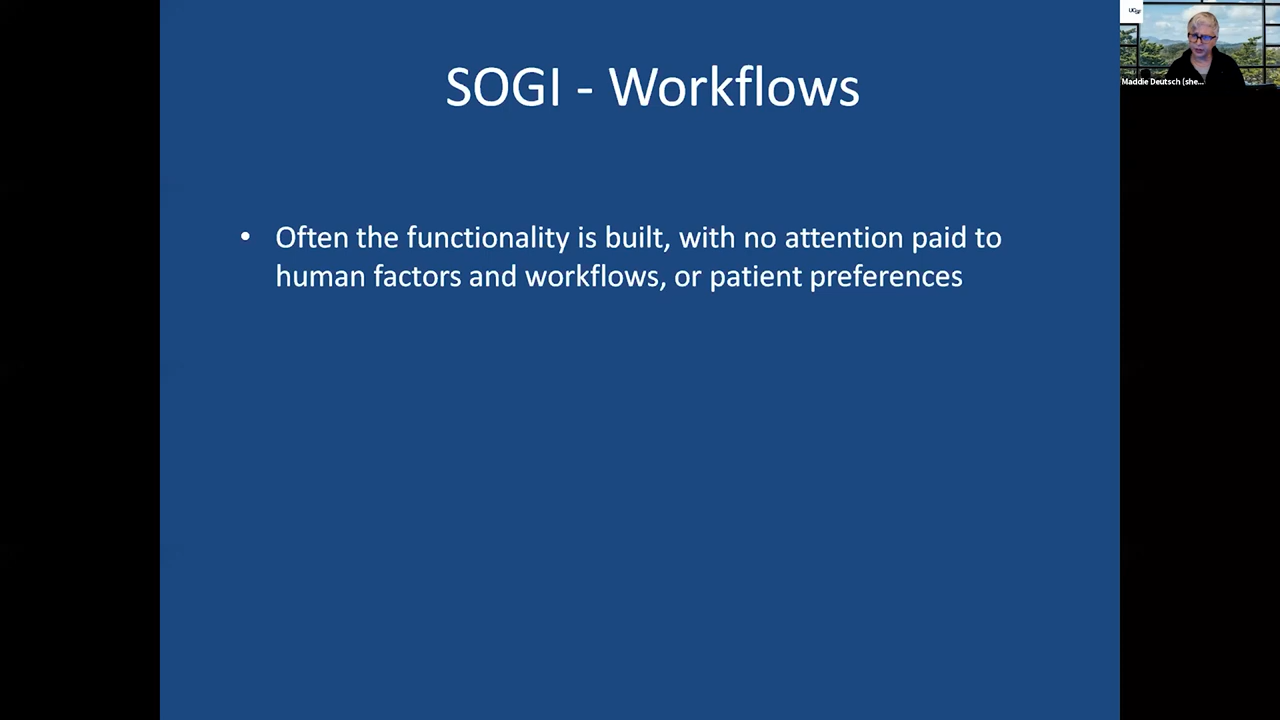 SOGI - Workflows
• Often the functionality is built, with no attention paid to
human factors and workflows, or patient preferences
Maddie Deutsch (she...